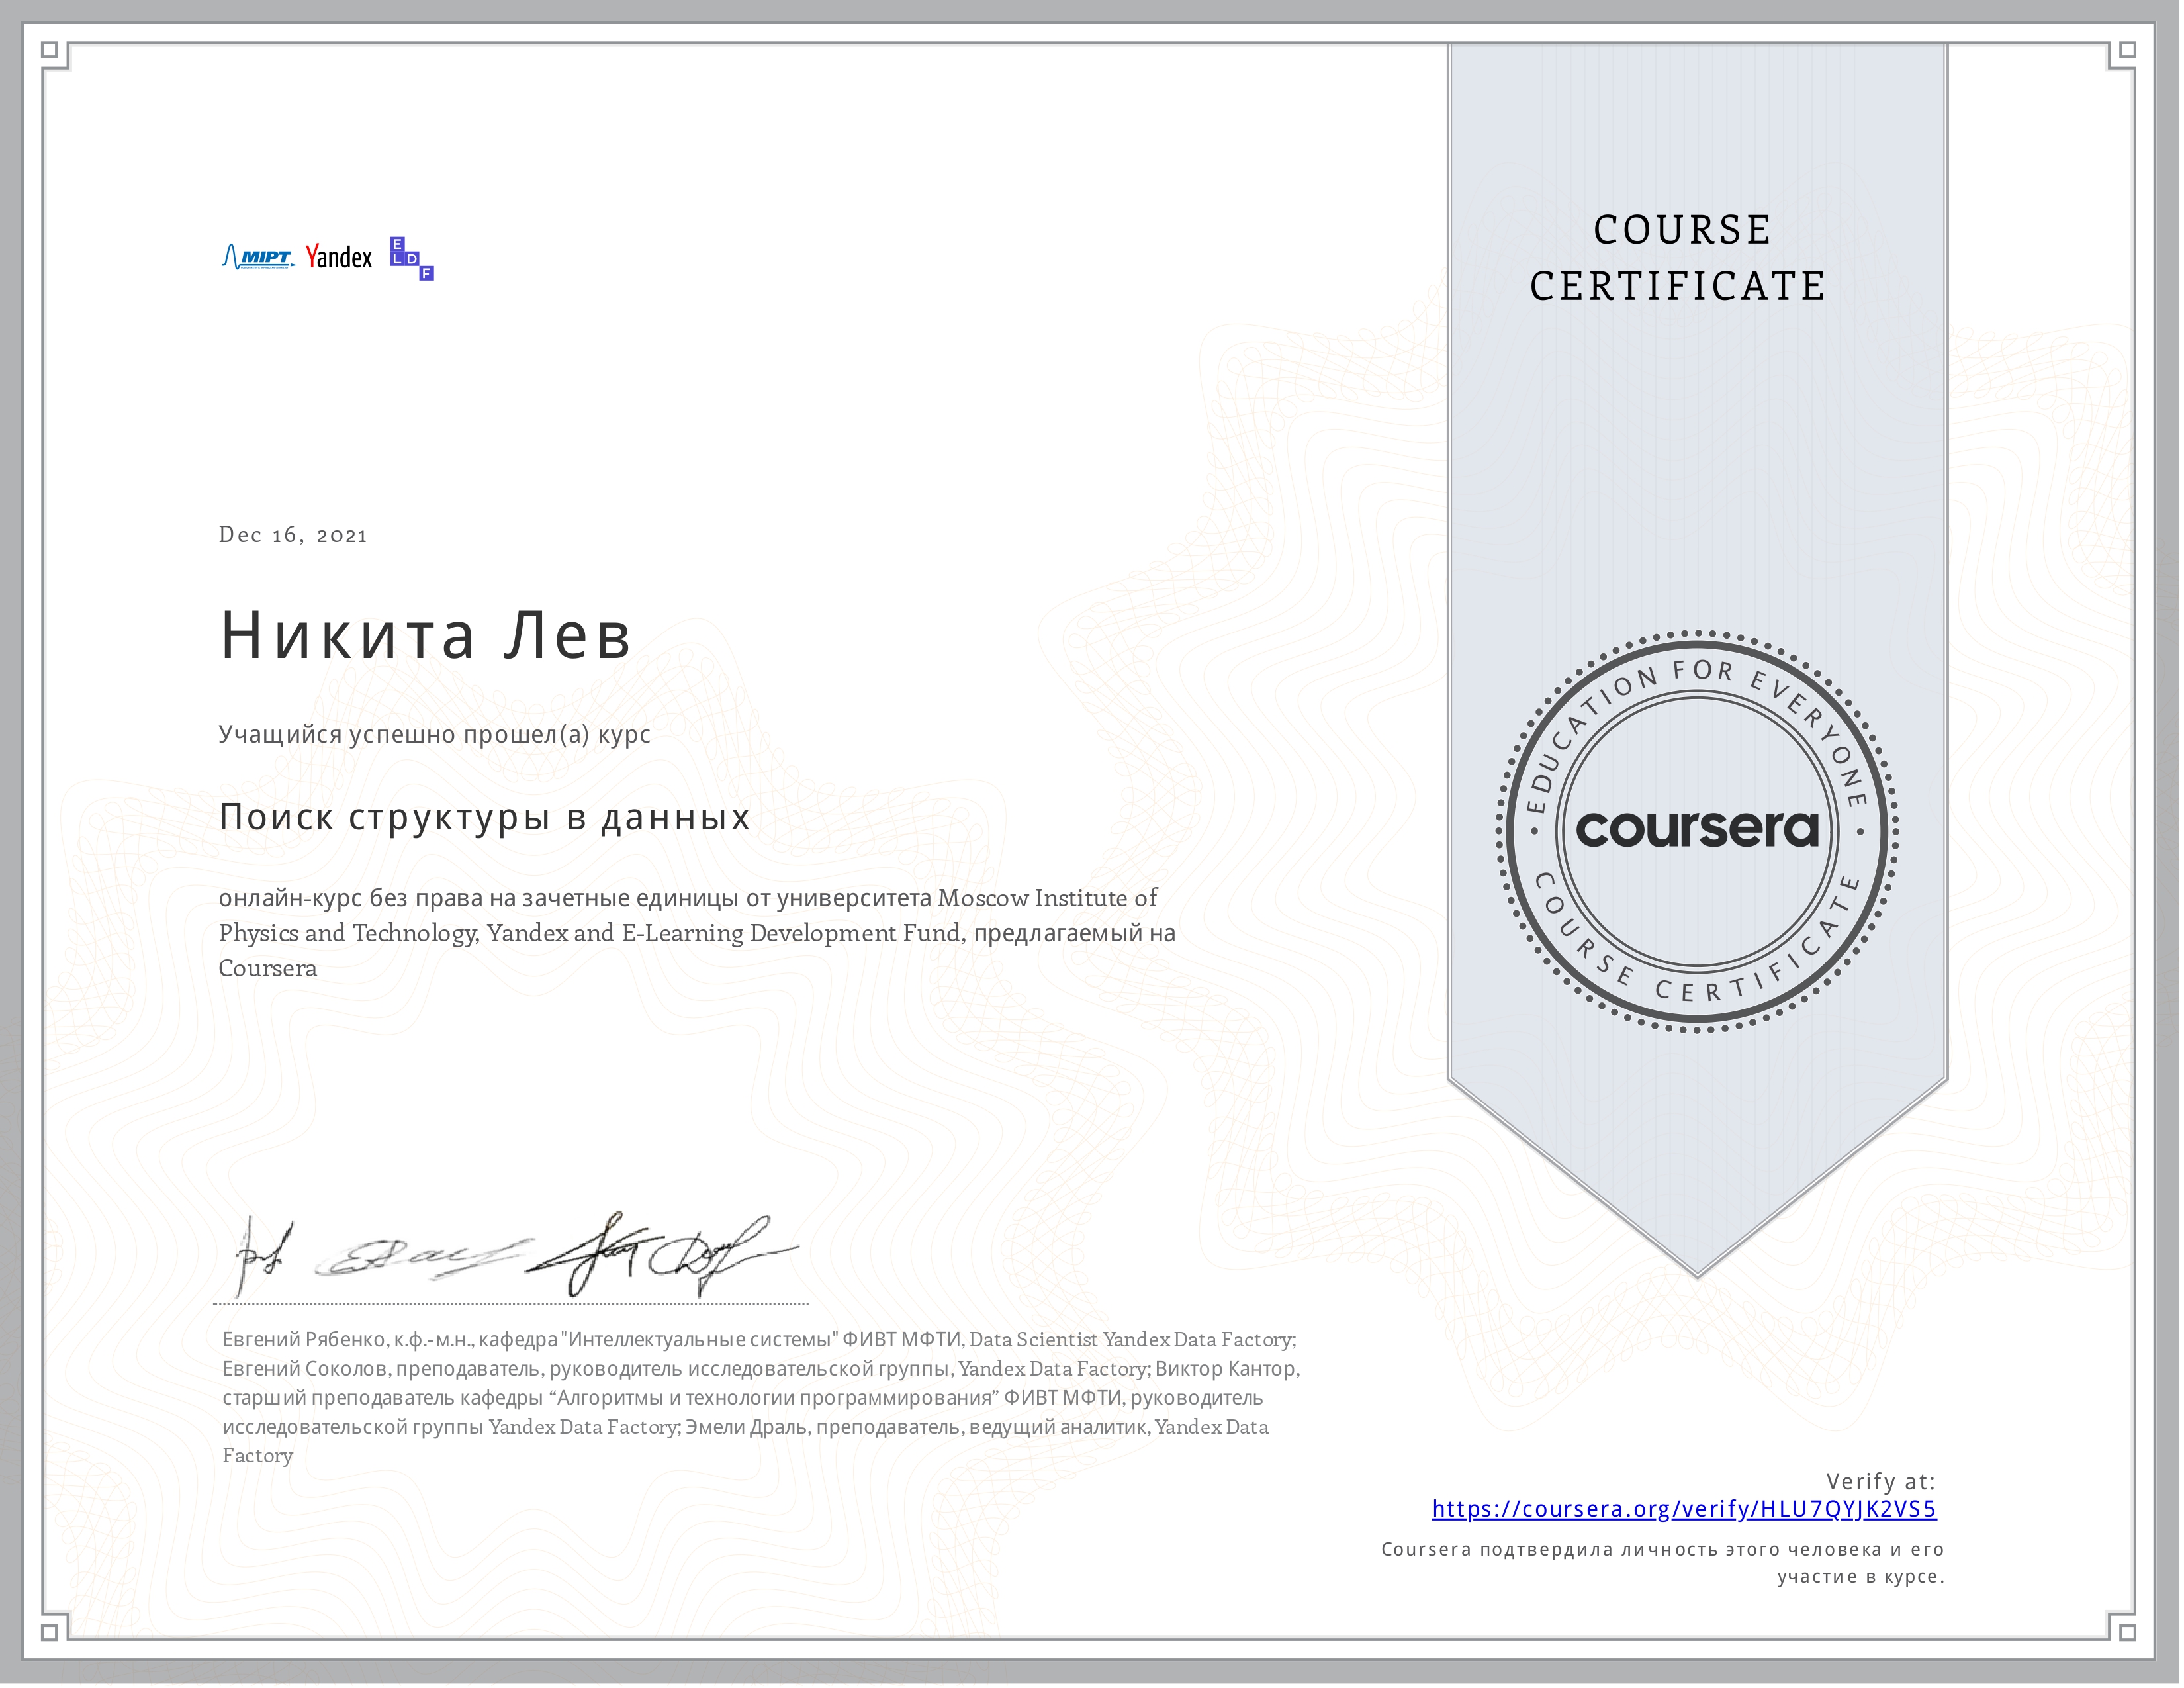 MIPT Yandex E L D F
COURSE
CERTIFICATE
Dec 16, 2021
Никита Лев
Учащийся успешно прошел(а) курс
Поиск структуры в данных
онлайн-курс без права на зачетные единицы от университета Moscow Institute of
Physics and Technology, Yandex and E-Learning Development Fund, предлагаемый на
Coursera
EDUCATION FOR EVERYONE
coursera
COURSE CERTIFICATE
Евгений Рябенко, к.ф.-м.н., кафедра "Интеллектуальные системы" ФИВТ МФТИ, Data Scientist Yandex Data Factory;
Евгений Соколов, преподаватель, руководитель исследовательской группы, Yandex Data Factory; Виктор Кантор,
старший преподаватель кафедры “Алгоритмы и технологии программирования” ФИВТ МФТИ, руководитель
исследовательской группы Yandex Data Factory; Эмели Драль, преподаватель, ведущий аналитик, Yandex Data
Factory
Verify at:
https://coursera.org/verify/HLU7QYJK2VS5
Coursera подтвердила личность этого человека и его
участие в курсе.